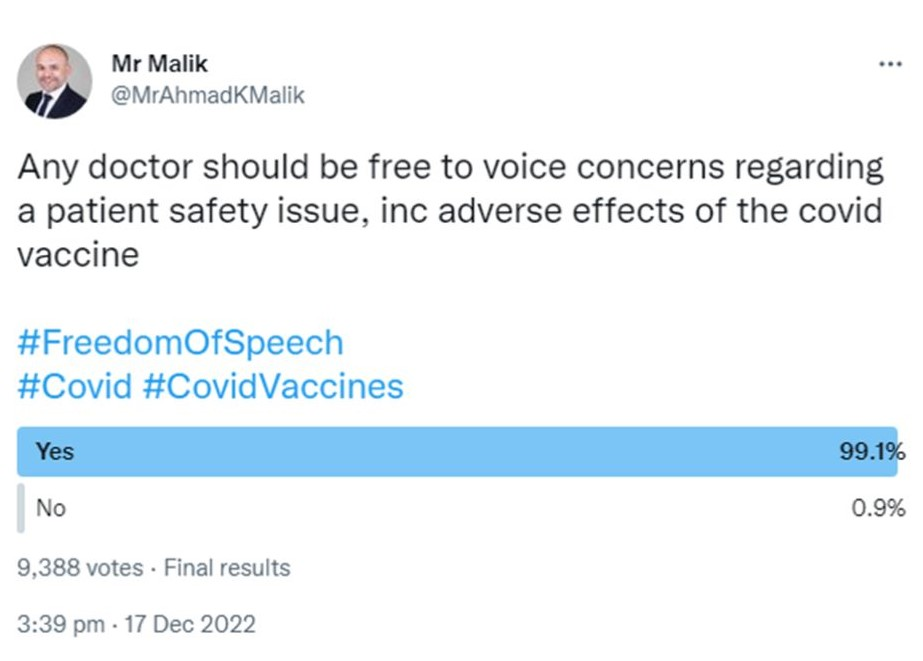 Mr Malik
@MrAhmadKMalik
Any doctor should be free to voice concerns regarding
a patient safety issue, inc adverse effects of the covid
vaccine
#FreedomOfSpeech
#Covid #CovidVaccines
Yes 99.1%
No 0.9%
9,388 votes · Final results
3:39 pm · 17 Dec 2022